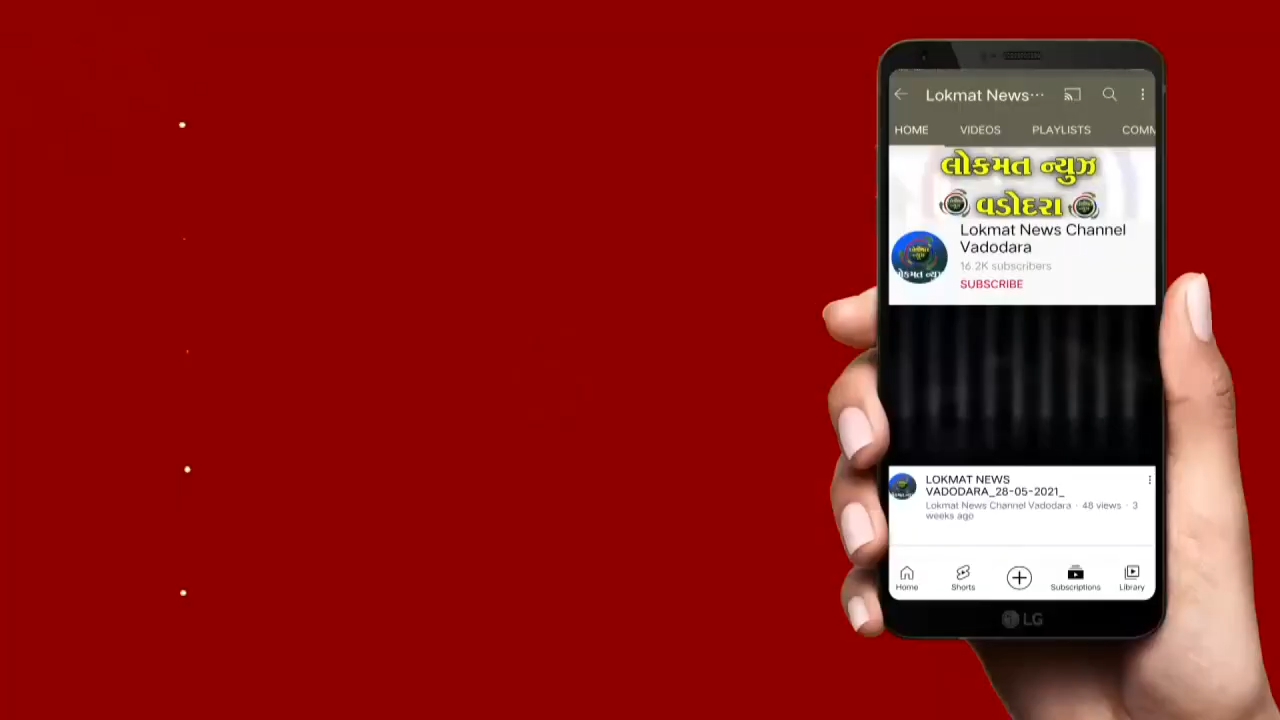 Lokmat News...
HOME VIDEOS PLAYLISTS COMM
લોકમત ન્યુઝ
વડોદરા
Lokmat News Channel
Vadodara
16.2K subscribers
SUBSCRIBE
LOKMAT NEWS
VADODARA_28-05-2021_
Lokmat News Channel Vadodara · 48 views · 3
weeks ago
Home Shorts Subscriptions Library
LG